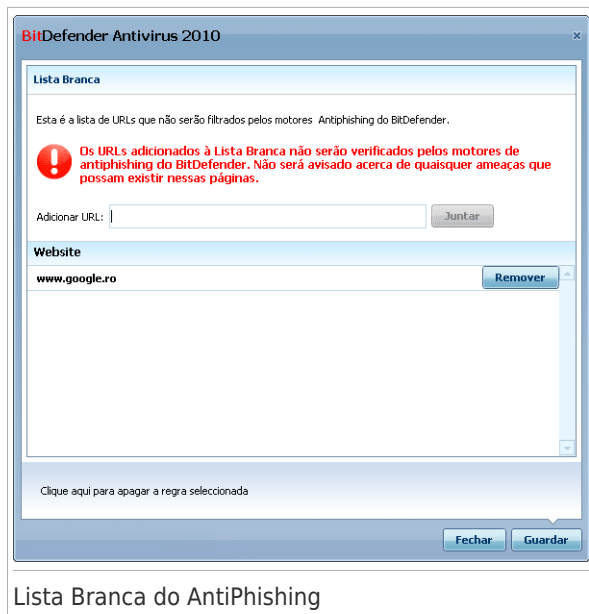 BitDefender Antivirus 2010
x
Lista Branca
Esta é a lista de URLs que não serão filtrados pelos motores Antiphishing do BitDefender.
Os URLs adicionados à Lista Branca não serão verificados pelos motores de
antiphishing do BitDefender. Não será avisado acerca de quaisquer ameaças que
possam existir nessas páginas.
Adicionar URL:
Juntar
Website
www.google.ro
Remover
Clique aqui para apagar a regra seleccionada
Fechar
Guardar
Lista Branca do AntiPhishing